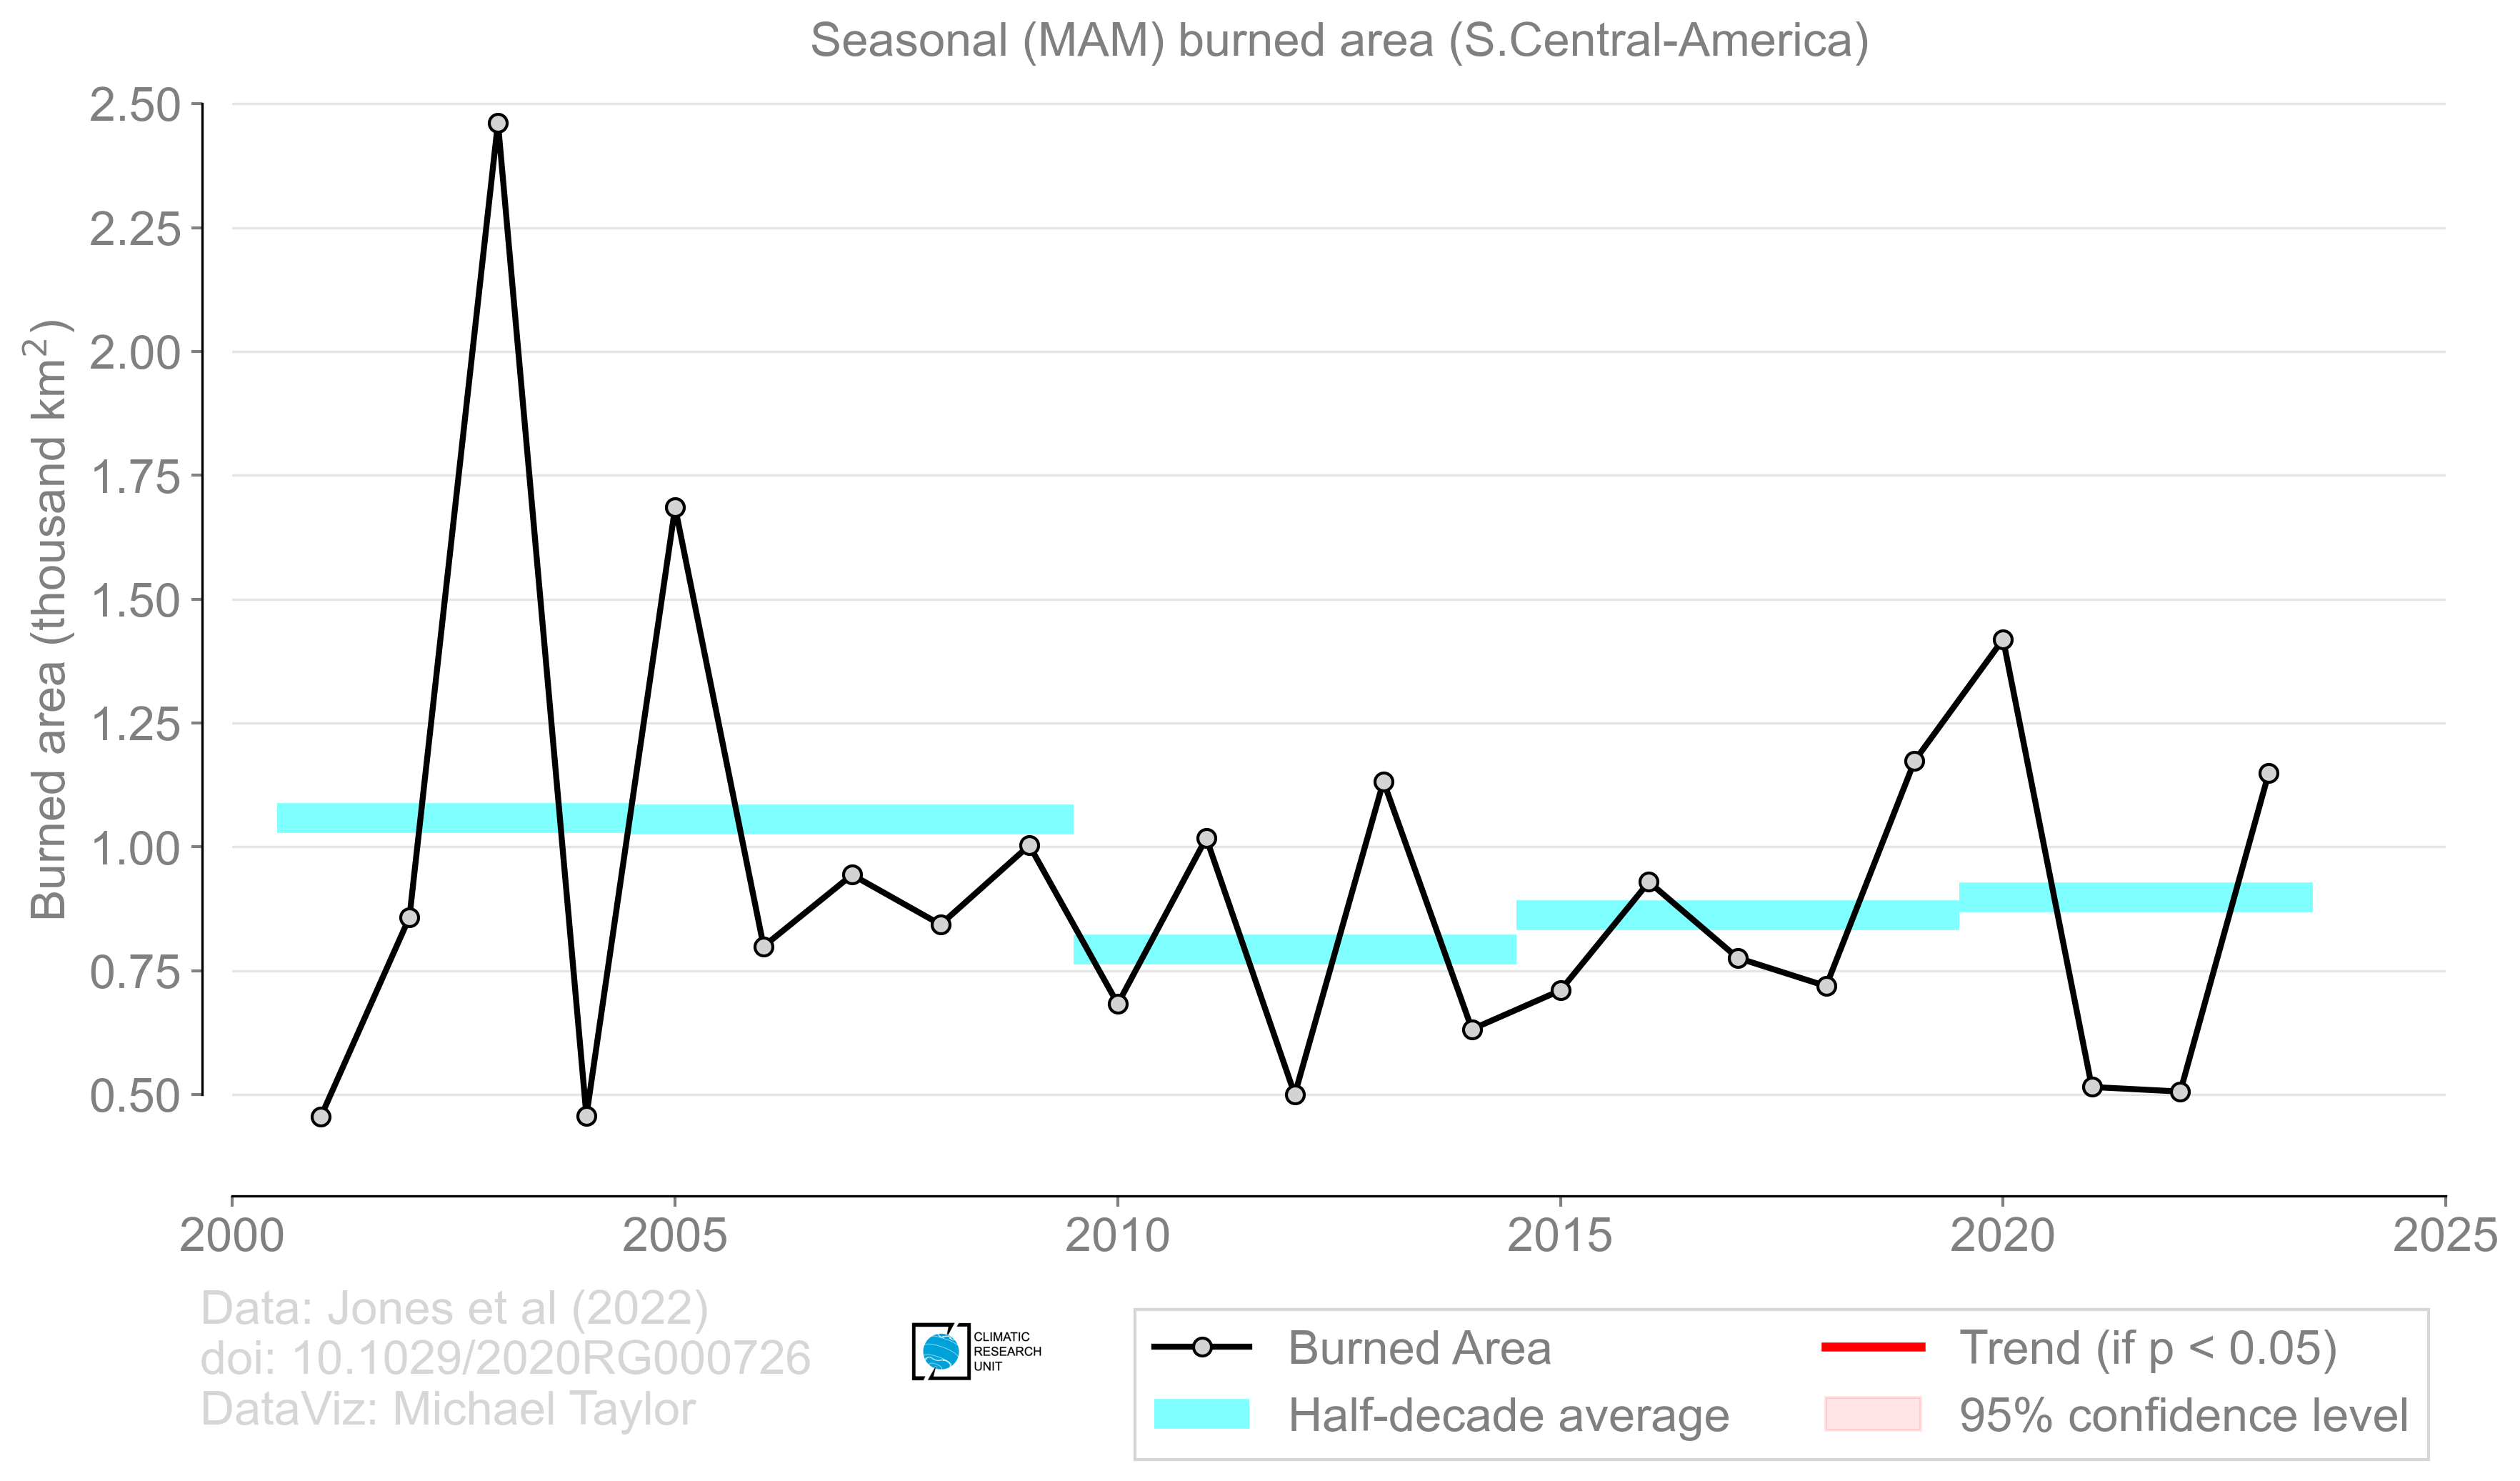 Seasonal (MAM) burned area (S.Central-America)
Burned area (thousand km²)
2.50
2.25
2.00
1.75
1.50
1.25
1.00
0.75
0.50
2000 2005 2010 2015 2020 2025
Data: Jones et al (2022)
doi: 10.1029/2020RG000726
DataViz: Michael Taylor
CLIMATIC
RESEARCH
UNIT
Burned Area
Half-decade average
Trend (if p < 0.05)
95% confidence level